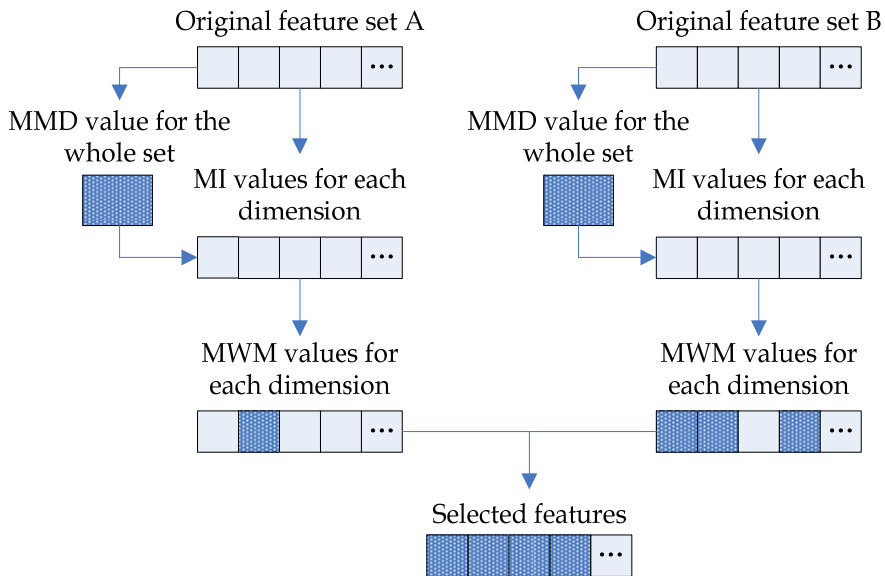 Original feature set A
Original feature set B
...
...
MMD value for the
whole set
MMD value for the
whole set
MI values for each
dimension
MI values for each
dimension
...
...
MWM values for
each dimension
MWM values for
each dimension
...
...
Selected features
...